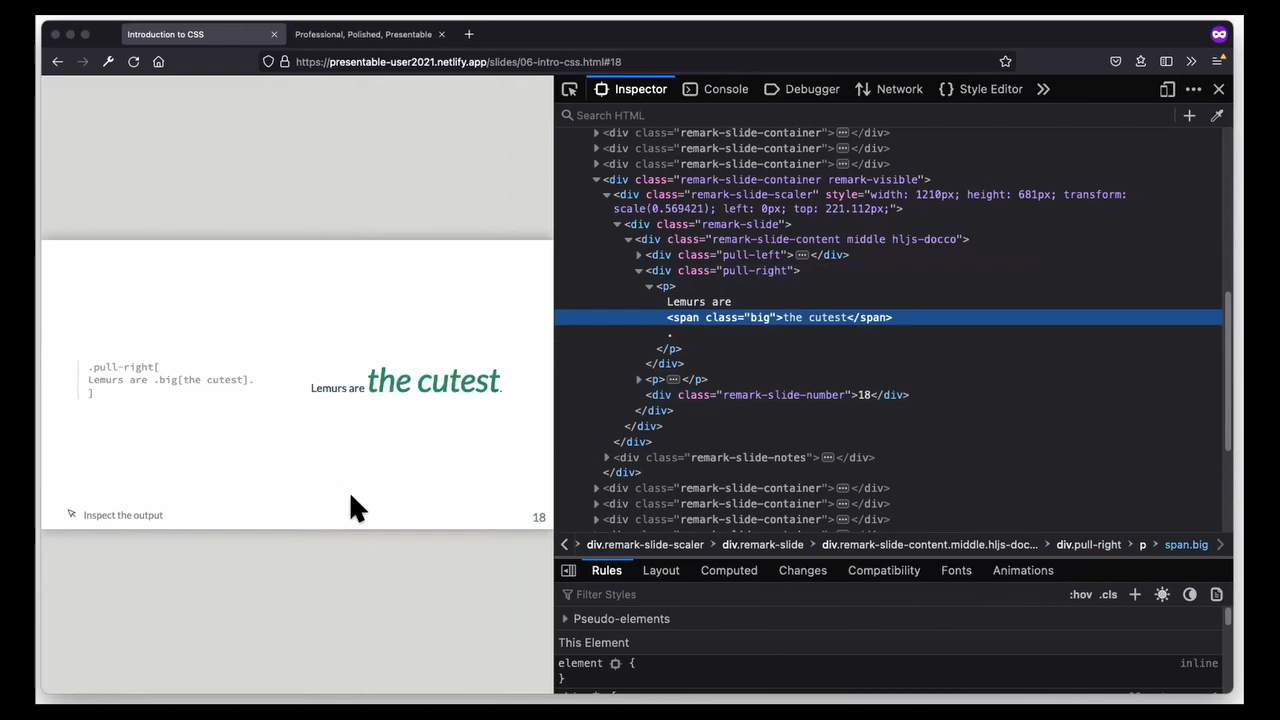 Introduction to CSS
Professional, Polished, Presentable
https://presentable-user2021.netlify.app/slides/06-intro-css.html#18
Inspector
Console
Debugger
Network
{} Style Editor
Search HTML
<div class="remark-slide-container"></div>
<div class="remark-slide-container"></div>
<div class="remark-slide-container"></div>
<div class="remark-slide-container remark-visible">
<div class="remark-slide-scaler" style="width: 1210px; height: 681px; transform:
scale(0.569421); left: 0px; top: 221.112px;">
<div class="remark-slide">
<div class="remark-slide-content middle hljs-docco">
<div class="pull-left"></div>
<div class="pull-right">
<p>
Lemurs are
<span class="big">the cutest</span>
.
</p>
</div>
<p></p>
<div class="remark-slide-number">18</div>
</div>
</div>
</div>
<div class="remark-slide-notes"></div>
</div>
<div class="remark-slide-container"></div>
<div class="remark-slide-container"></div>
<div class="remark-slide-container"></div>
.pull-right[
Lemurs are .big[the cutest].
]
Lemurs are the cutest.
Inspect the output
18
div.remark-slide-scaler > div.remark-slide > div.remark-slide-content.middle.hljs-doc... > div.pull-right > p > span.big
Rules
Layout
Computed
Changes
Compatibility
Fonts
Animations
Filter Styles
:hov .cls
Pseudo-elements
This Element
element {
inline
}